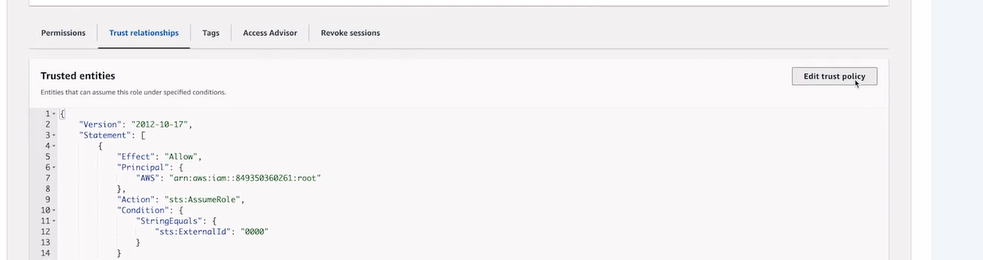 Permissions Trust relationships Tags Access Advisor Revoke sessions
Trusted entities
Edit trust policy
Entities that can assume this role under specified conditions.
1 {
2 "Version": "2012-10-17",
3 "Statement": [
4 {
5 "Effect": "Allow",
6 "Principal": {
7 "AWS": "arn:aws:iam::849350360261:root"
8 },
9 "Action": "sts:AssumeRole",
10 "Condition": {
11 "StringEquals": {
12 "sts:ExternalId": "0000"
13 }
14 }